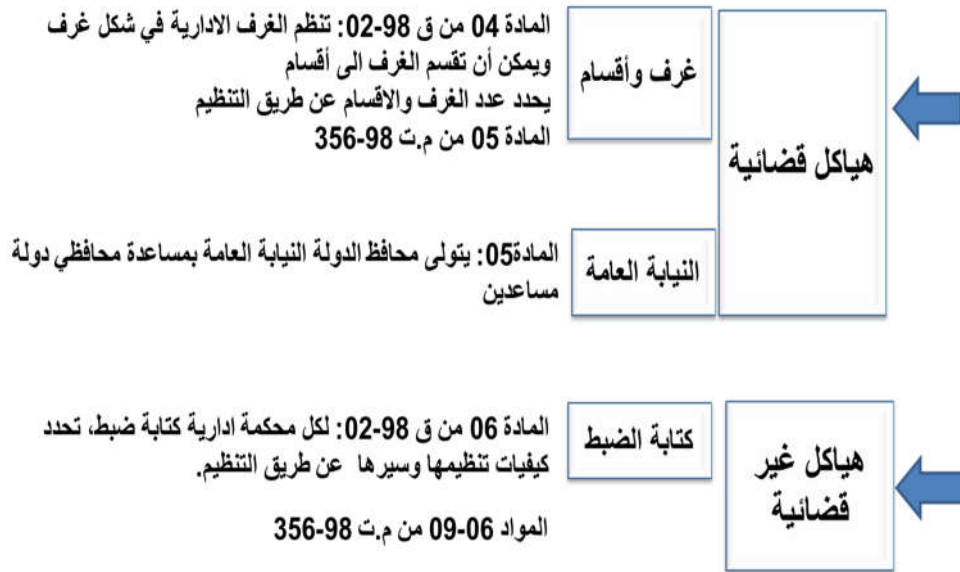 هياكل قضائية
غرف وأقسام
المادة 04 من ق 98-02: تنظم الغرف الادارية في شكل غرف
ويمكن أن تقسم الغرف الى أقسام
يحدد عدد الغرف والاقسام عن طريق التنظيم
المادة 05 من م.ت 98-356
النيابة العامة
المادة05: يتولى محافظ الدولة النيابة العامة بمساعدة محافظي دولة
مساعدين
هياكل غير
قضائية
كتابة الضبط
المادة 06 من ق 98-02: لكل محكمة ادارية كتابة ضبط، تحدد
كيفيات تنظيمها وسيرها عن طريق التنظيم.
المواد 06-09 من م.ت 98-356